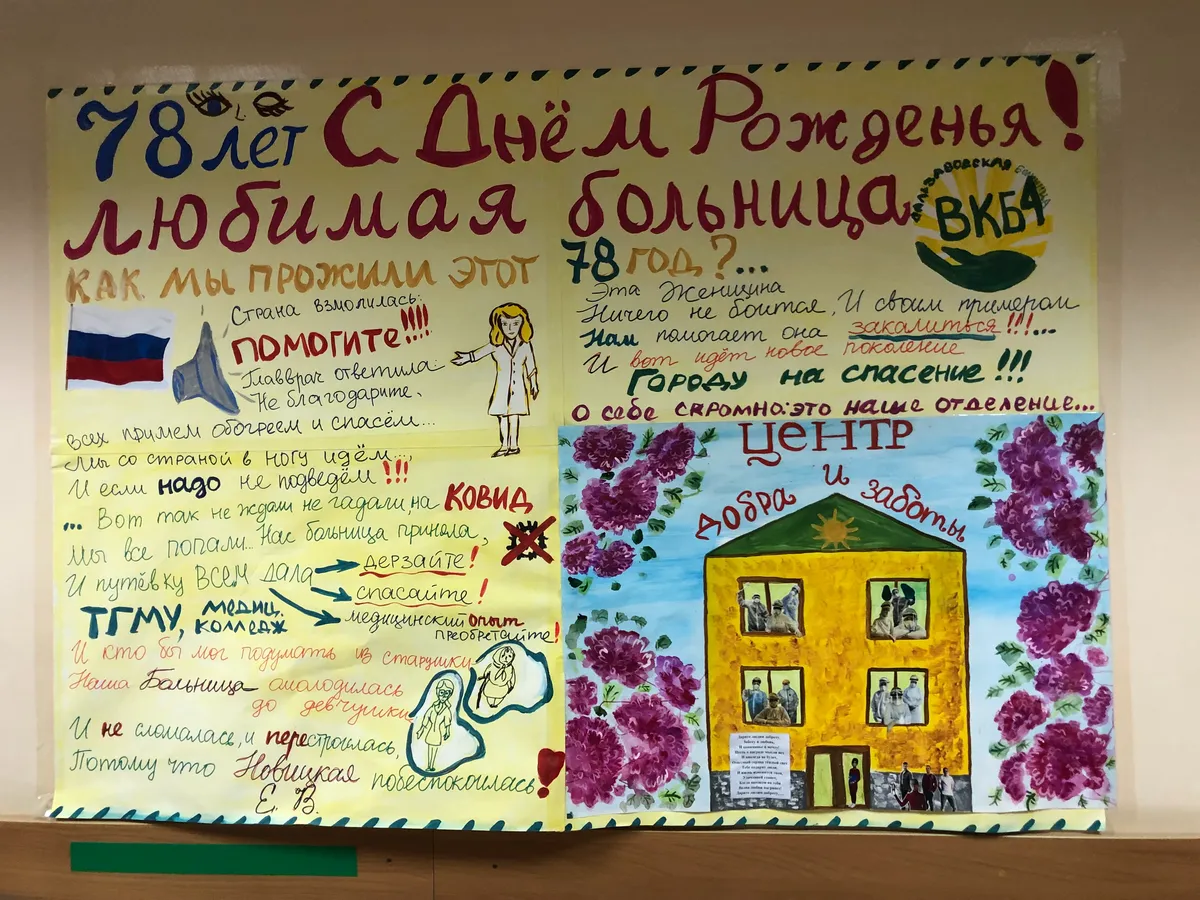 78 лет С Днём Рожденья!
любимая больница
Дальзаводская больница
ВКБ4
КАК МЫ ПРОЖИЛИ ЭТОТ
78 год?...
Страна взмолилась:
ПОМОГИТЕ!!!!
Главврач ответила:
Не благодарите,
всех примем обогреем и спасём...
Мы со страной в ногу идём...,
И если надо не подведём!!!
... Вот так не ждали не гадали на КОВИД
Мы все попали... Нас больница приняла,
И путёвку ВСЕМ дала
дерзайте!
спасайте!
медицинский опыт
преобретайте!
ТГМУ, медиц.
колледж
И кто бы мог подумать из старушки
Наша Больница омолодилась
до девчушки
И не сломалась, и перестроилась,
Потому что Новицкая побеспокоилась!
Е. В.
Эта Женщина
Ничего не боится, И своим примером
Нам помогает она закалиться!!!...
И вот идёт новое поколение
Городу на спасение!!!
о себе скромно: это наше отделение...
ЦЕНТР
добра и заботы